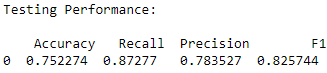 Testing Performance:
Accuracy Recall Precision F1
0 0.752274 0.87277 0.783527 0.825744